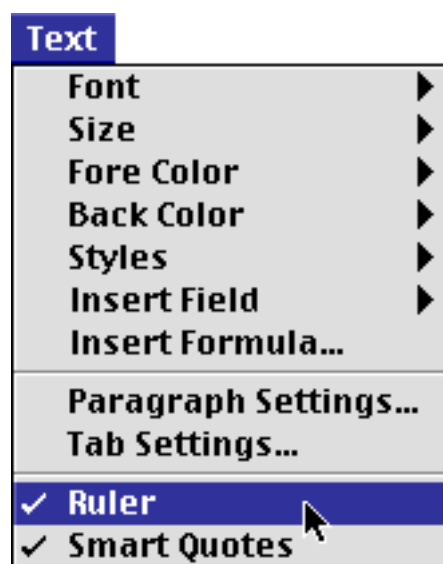 Text
Font
Size
Fore Color
Back Color
Styles
Insert Field
Insert Formula...
Paragraph Settings...
Tab Settings...
Ruler
Smart Quotes